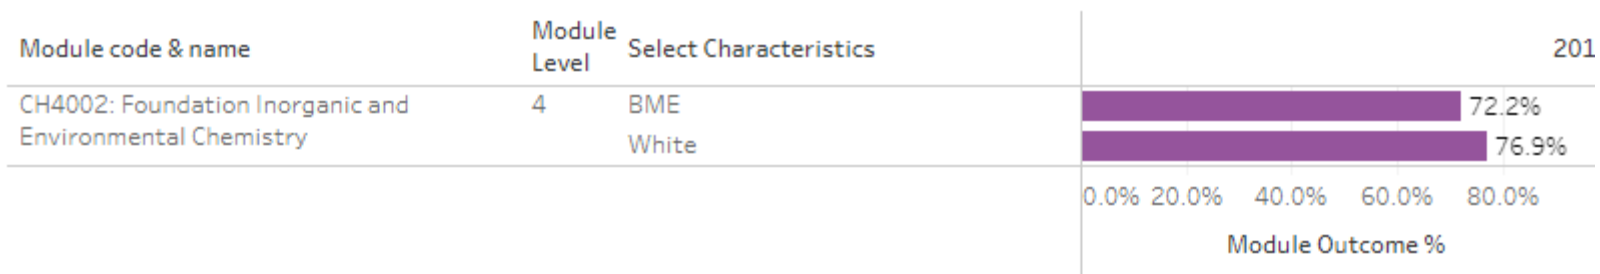 Module code & name
Module
Level
Select Characteristics
201
CH4002: Foundation Inorganic and
Environmental Chemistry
4
BME
72.2%
White
76.9%
0.0% 20.0% 40.0% 60.0% 80.0%
Module Outcome %